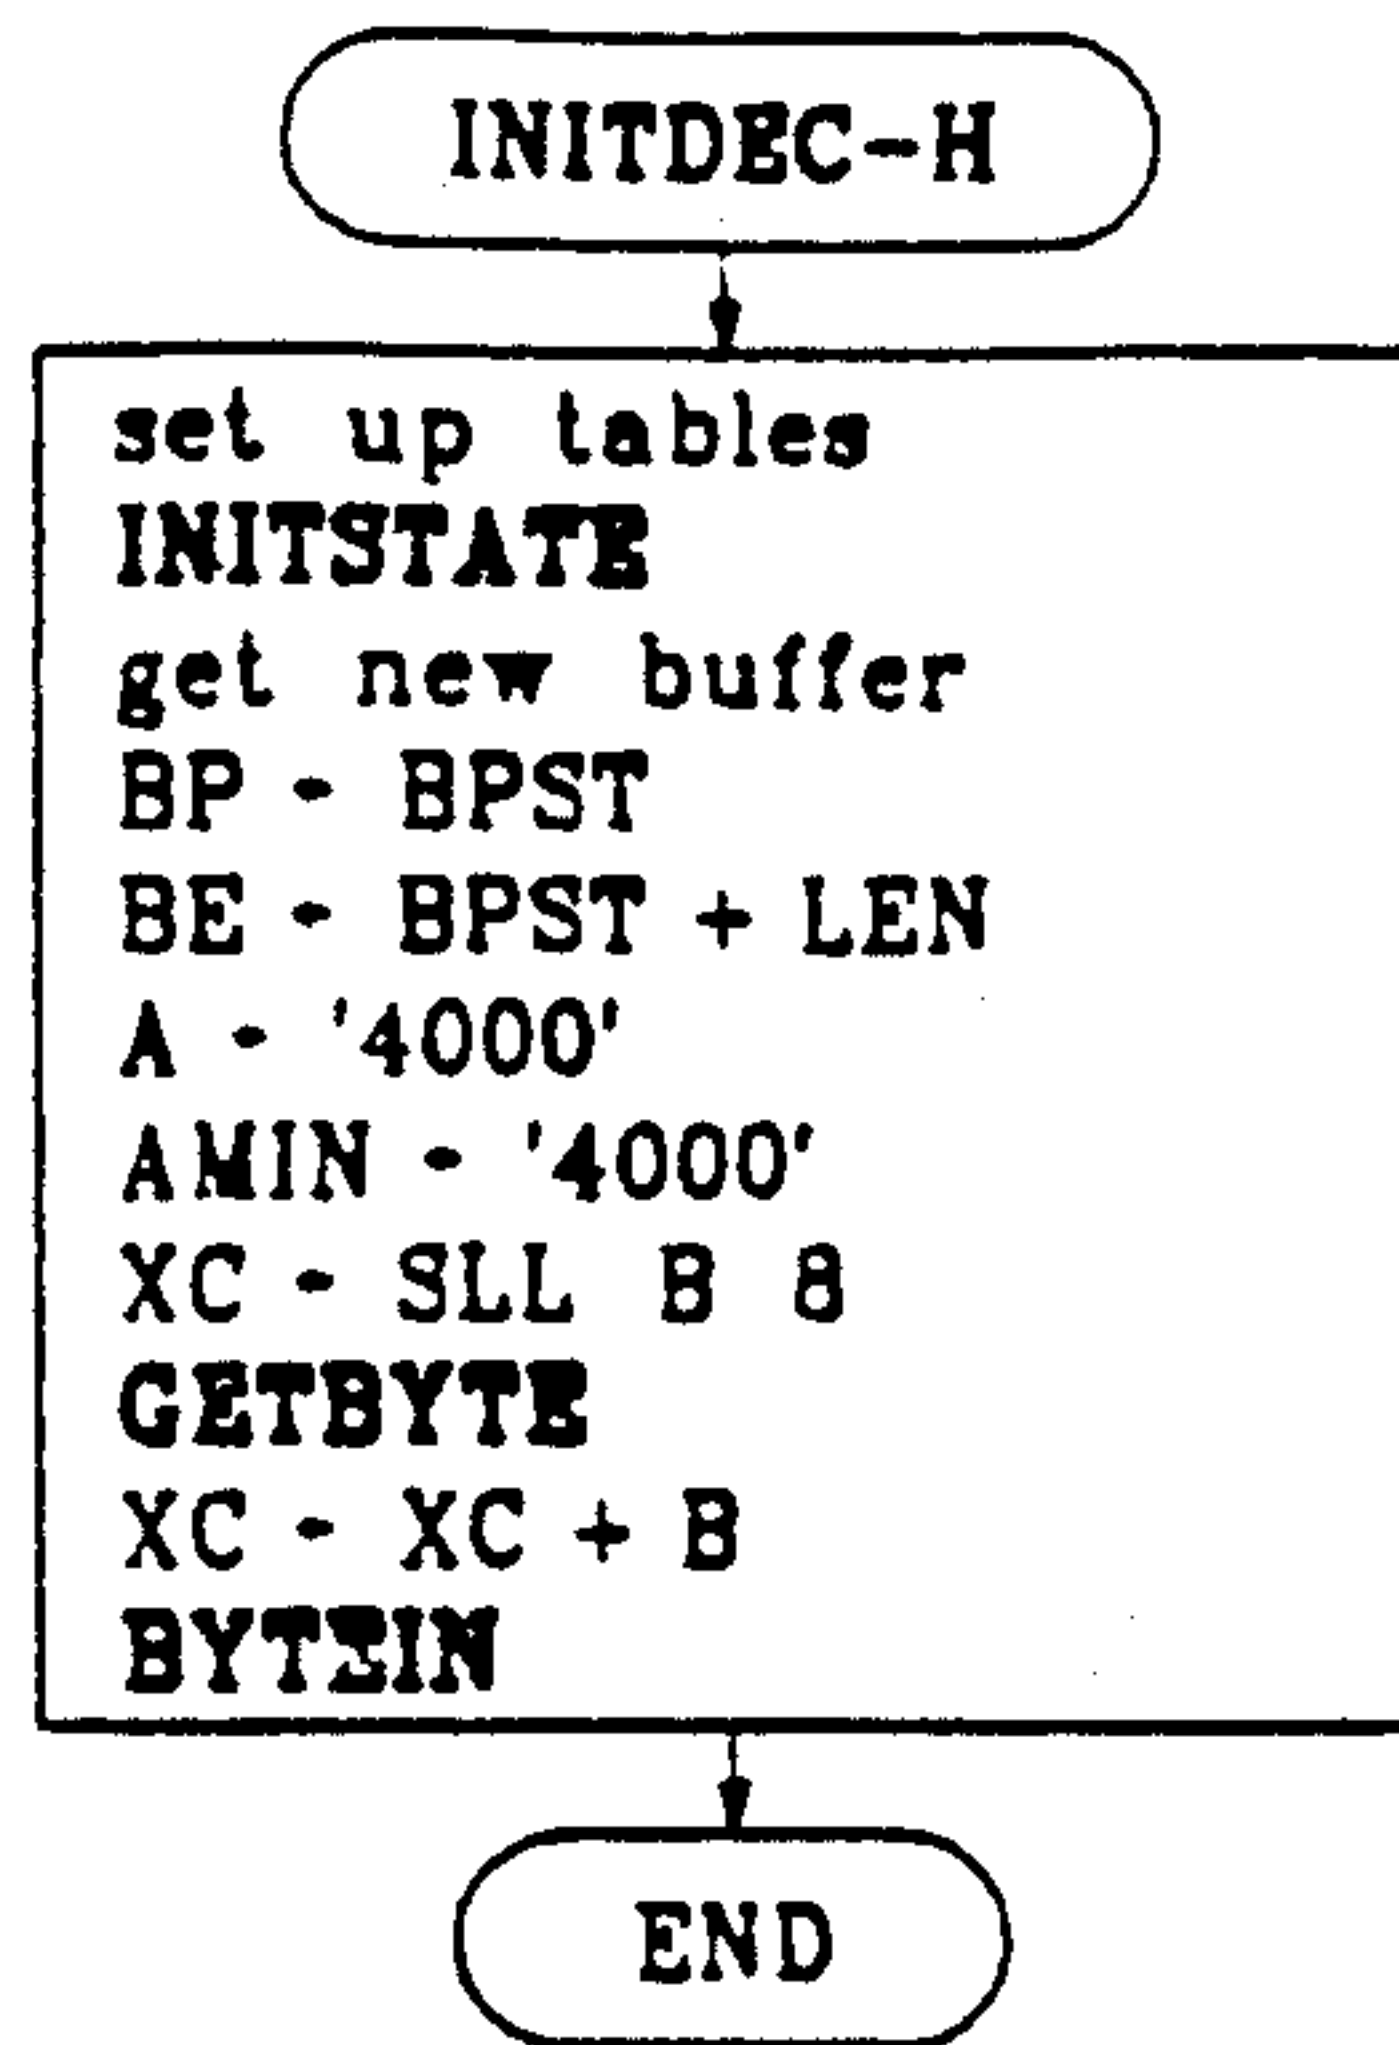 INITDEC-H
set up tables
INITSTATE
get new buffer
BP - BPST
BE - BPST + LEN
A - '4000'
AMIN - '4000'
XC - SLL B 8
GETBYTE
XC - XC + B
BYTEIN
END